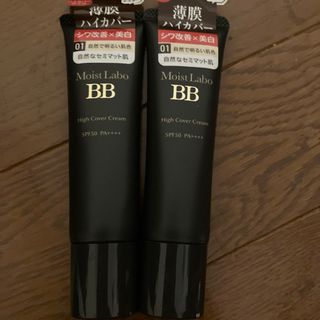 薄膜
ハイカバー
シワ改善×美白
01 自然で明るい肌色
自然なセミマット肌
Moist Labo
BB
High Cover Cream
SPF50 PA++++
薄膜
ハイカバー
シワ改善×美白
01 自然で明るい肌色
自然なセミマット肌
Moist Labo
BB
High Cover Cream
SPF50 PA++++